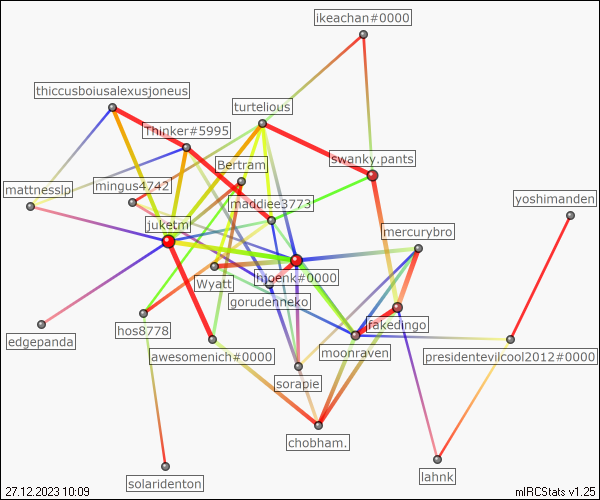 ikeachan#0000
thiccusboiusalexusjoneus
turtelious
Thinker#5995
swanky.pants
Bertram
mattnesslp
mingus4742
yoshimanden
maddiee3773
juketm
mercurybro
hjoenk#0000
Wyatt
gorudenneko
fakedingo
hos8778
edgepanda
awesomenich#0000
moonraven
presidentevilcool2012#0000
sorapie
chobham.
lahnk
solaridenton
27.12.2023 10:09
mIRCStats v1.25